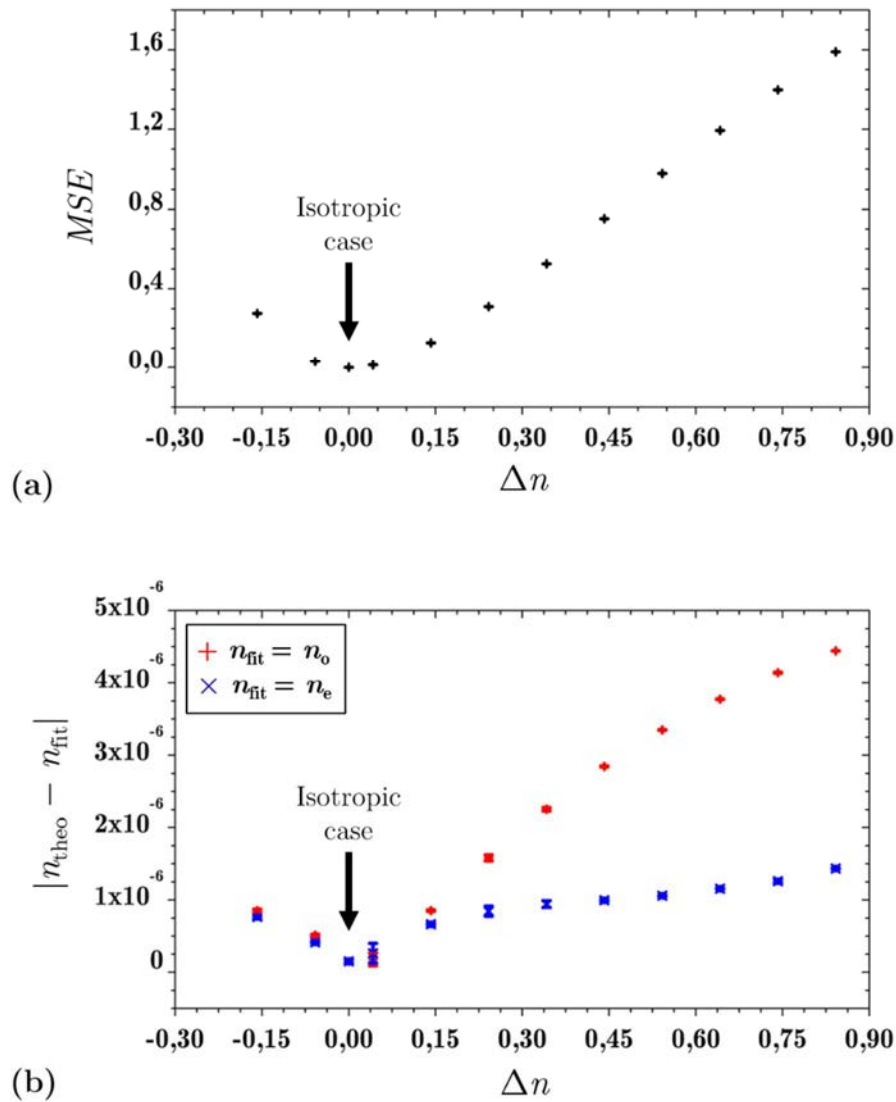 1,6
1,2
0,8
0,4
0,0
MSE
Isotropic
case
-0,30 -0,15 0,00 0,15 0,30 0,45 0,60 0,75 0,90
(a)
Δn
5x10⁻⁶
4x10⁻⁶
3x10⁻⁶
2x10⁻⁶
1x10⁻⁶
0
|n_theo − n_fit|
n_fit = n_o
n_fit = n_e
Isotropic
case
-0,30 -0,15 0,00 0,15 0,30 0,45 0,60 0,75 0,90
(b)
Δn